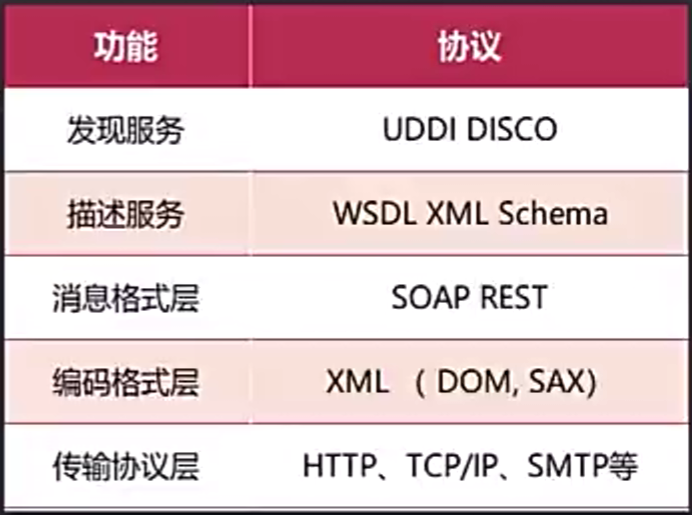 功能 协议
发现服务 UDDI DISCO
描述服务 WSDL XML Schema
消息格式层 SOAP REST
编码格式层 XML （ DOM, SAX）
传输协议层 HTTP、TCP/IP、SMTP等